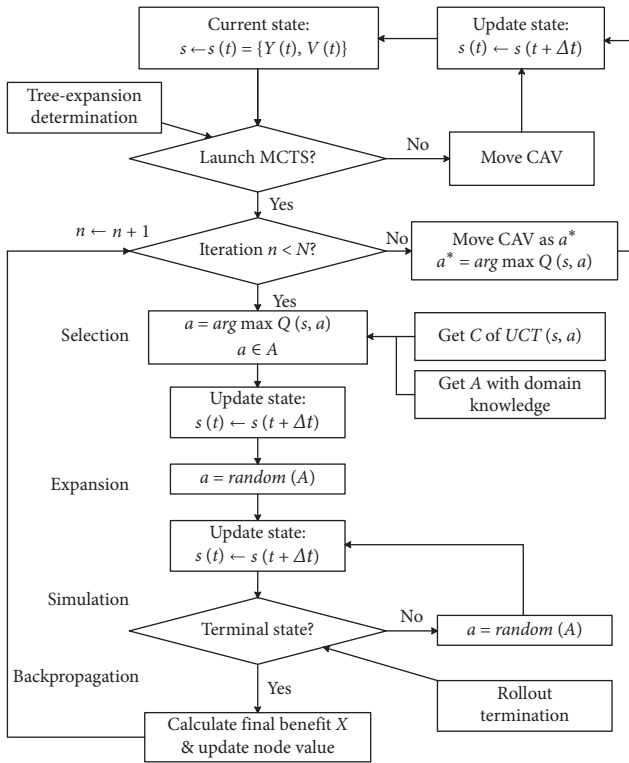 Current state:
s ← s (t) = {Y (t), V (t)}
Update state:
s (t) ← s (t + Δt)
Tree-expansion
determination
Launch MCTS?
No
Move CAV
Yes
n ← n + 1
Iteration n < N?
No
Move CAV as a*
a* = arg max Q (s, a)
Yes
Selection
a = arg max Q (s, a)
a ∈ A
Get C of UCT (s, a)
Get A with domain
knowledge
Update state:
s (t) ← s (t + Δt)
Expansion
a = random (A)
Update state:
s (t) ← s (t + Δt)
Simulation
Terminal state?
No
a = random (A)
Backpropagation
Yes
Rollout
termination
Calculate final benefit X
& update node value